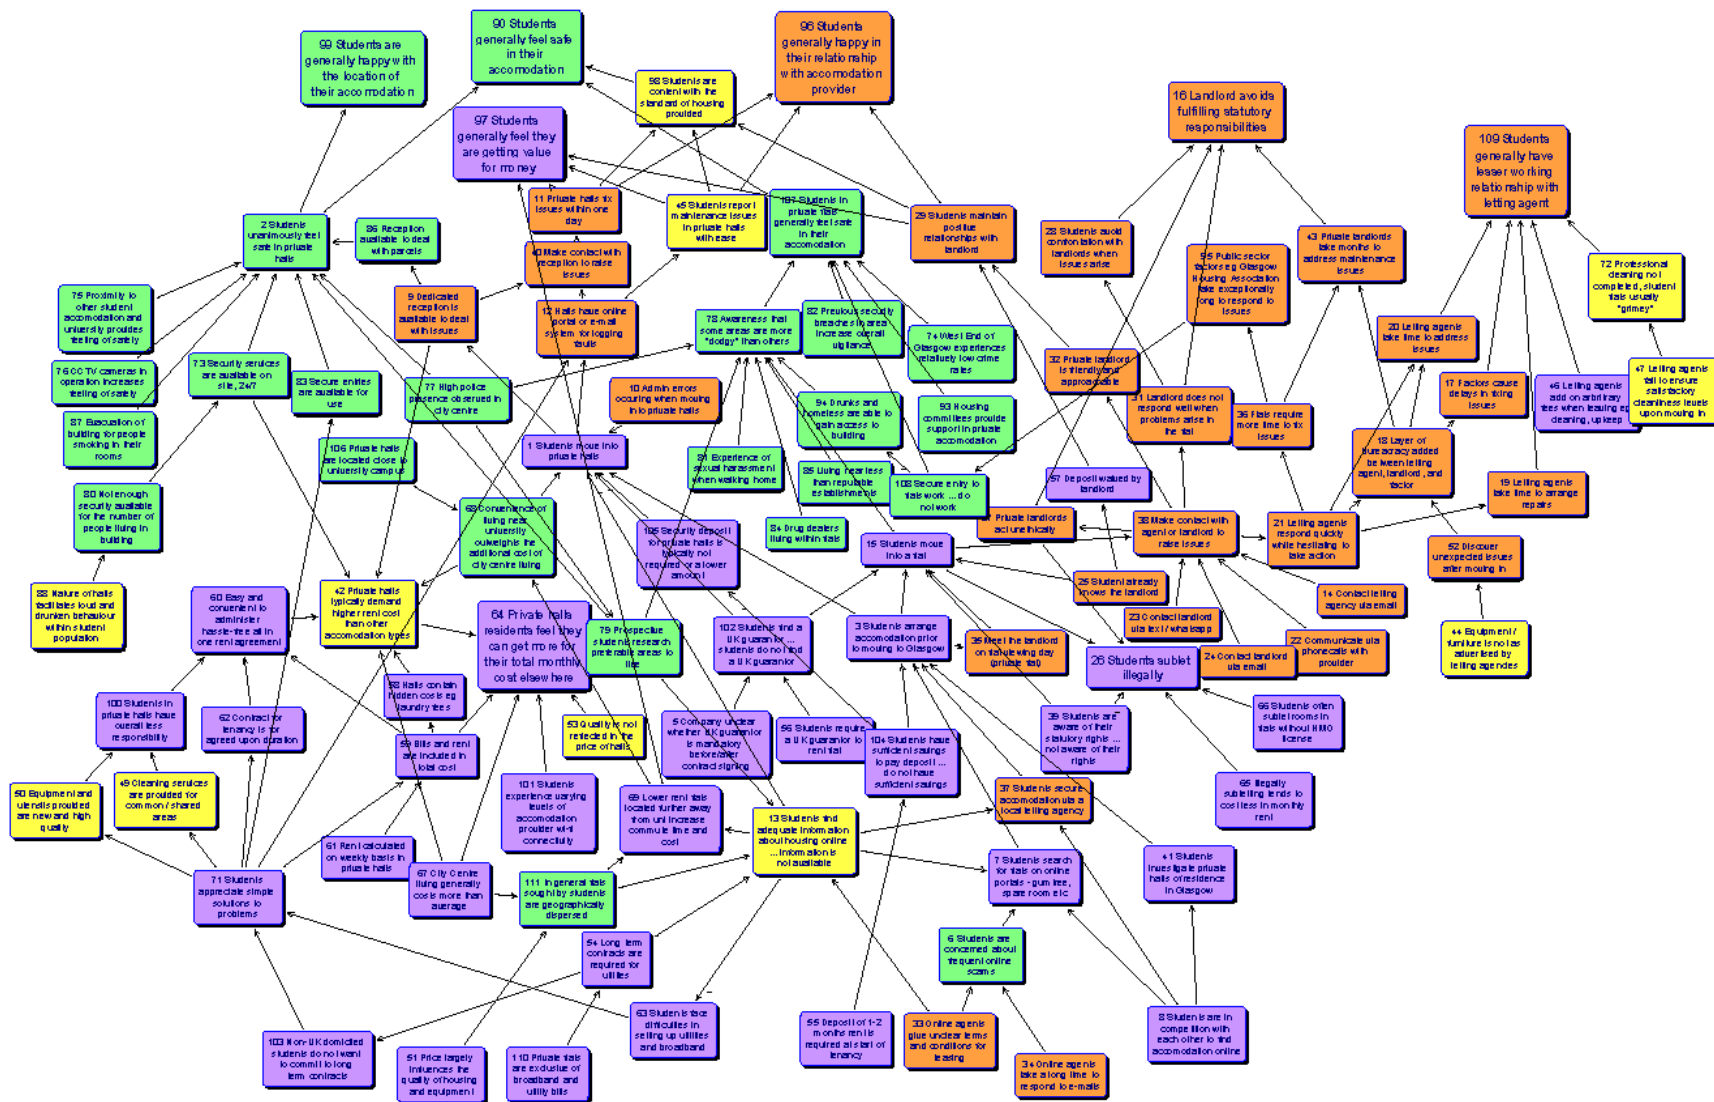 99 Students are
generally happy with
the location of
their accomodation
90 Students
generally feel safe
in their
accomodation
96 Students
generally happy in
their relationship
with accomodation
provider
98 Students are
content with the
standard of housing
provided
97 Students
generally feel they
are getting value
for money
16 Landlord avoids
fulfilling statutory
responsibilities
109 Students
generally have
lesser working
relationship with
letting agent
2 Students
unanimously feel
safe in private
halls
86 Reception
available to deal
with parcels
11 Private halls fix
issues within one
day
45 Students report
maintenance issues
in private halls
with ease
Students in
private flats
generally feel safe
in their
accomodation
29 Students maintain
positive
relationships with
landlord
28 Students avoid
confrontation with
landlords when
issues arise
Public sector
factors eg Glasgow
Housing Association
take exceptionally
long to respond to
issues
43 Private landlords
take months to
address maintenance
issues
72 Professional
cleaning not
completed, student
flats usually
"grimey"
Make contact with
reception to raise
issues
9 Dedicated
reception is
available to deal
with issues
12 Halls have online
portal or e-mail
system for logging
faults
75 Proximity to
other student
accomodation and
university provides
feeling of safety
78 Awareness that
some areas are more
"dodgy" than others
82 Previous security
breaches in area
increase overall
vigilance
74 West End of
Glasgow experiences
relatively low crime
rates
20 Letting agents
take time to address
issues
73 Security services
are available on
site, 24/7
76 CCTV cameras in
operation increases
feeling of safety
83 Secure entries
are available for
use
77 High police
presence observed in
city centre
10 Admin errors
occuring when moving
into private halls
32 Private landlord
is friendly and
approachable
Landlord does not
respond well when
problems arise in
the flat
36 Flats require
more time to fix
issues
17 Factors cause
delays in fixing
issues
46 Letting agents
add on arbitrary
fees when leaving eg
cleaning, upkeep
47 Letting agents
fail to ensure
satisfactory
cleanliness levels
upon moving in
87 Evacuation of
building for people
smoking in their
rooms
106 Private halls
are located close to
university campus
1 Students move into
private halls
94 Drunks and
homeless are able to
gain access to
building
93 Housing
committees provide
support in private
accomodation
81 Experience of
sexual harassment
when walking home
85 Living near less
than reputable
establishments
108 Secure entry to
flats work ... do
not work
57 Deposit valued by
landlord
18 Layer of
bureaucracy added
between letting
agent, landlord, and
factor
19 Letting agents
take time to arrange
repairs
80 Not enough
security available
for the number of
people living in
building
68 Convenience of
living near
university
outweighs the
additional cost of
city centre living
Security deposit
for private halls is
typically not
required or a lower
amount
84 Drug dealers
living within flats
15 Students move
into a flat
Private landlords
act unethically
38 Make contact with
agent or landlord to
raise issues
21 Letting agents
respond quickly
while hesitating to
take action
52 Discover
unexpected issues
after moving in
88 Nature of halls
facilitates loud and
drunken behaviour
within student
population
60 Easy and
convenient to
administer
hassle-free all in
one rent agreement
42 Private halls
typically demand
higher rent cost
than other
accomodation types
64 Private halls
residents feel they
can get more for
their total monthly
cost elsewhere
79 Prospective
students research
preferable areas to
live
102 Students find a
UK guarantor ...
students do not find
a UK guarantor
3 Students arrange
accomodation prior
to moving to Glasgow
35 Meet the landlord
on flat viewing day
(private flat)
25 Student already
knows the landlord
23 Contact landlord
via text / whatsapp
24 Contact landlord
via email
22 Communicate via
phonecalls with
provider
14 Contact letting
agency via email
44 Equipment /
furniture is not as
advertised by
letting agencies
26 Students sublet
illegally
100 Students in
private halls have
overall less
responsibility
62 Contract for
tenancy is for
agreed upon duration
Halls contain
hidden costs eg
laundry fees
59 Bills and rent
are included in
total cost
53 Quality is not
reflected in the
price of halls
5 Company unclear
whether UK guarantor
is mandatory
before/after
contract signing
56 Students require
a UK guarantor to
rent flat
104 Students have
sufficient savings
to pay deposit ...
do not have
sufficient savings
39 Students are
aware of their
statutory rights ...
not aware of their
rights
66 Students often
sublet rooms in
flats without HMO
license
65 Illegally
subletting tends to
cost less in monthly
rent
50 Equipment and
utensils provided
are new and high
quality
49 Cleaning services
are provided for
common / shared
areas
101 Students
experience varying
levels of
accomodation
provider wi-fi
connectivity
69 Lower rent flats
located further away
from uni increase
commute time and
cost
13 Students find
adequate information
about housing online
... information is
not available
37 Students secure
accomodation via a
local letting agency
61 Rent calculated
on weekly basis in
private halls
67 City Centre
living generally
costs more than
average
71 Students
appreciate simple
solutions to
problems
111 In general flats
sought by students
are geographically
dispersed
7 Students search
for flats on online
portals - gumtree,
spare room etc
41 Students
investigate private
halls of residence
in Glasgow
54 Long term
contracts are
required for
utilities
6 Students are
concerned about
frequent online
scams
63 Students face
difficulties in
setting up utilities
and broadband
103 Non-UK domiciled
students do not want
to commit to long
term contracts
51 Price largely
influences the
quality of housing
and equipment
110 Private flats
are exclusive of
broadband and
utility bills
55 Deposit of 1-2
months rent is
required at start of
tenancy
33 Online agents
give unclear terms
and conditions for
leasing
34 Online agents
take a long time to
respond to e-mails
8 Students are in
competition with
each other to find
accomodation online